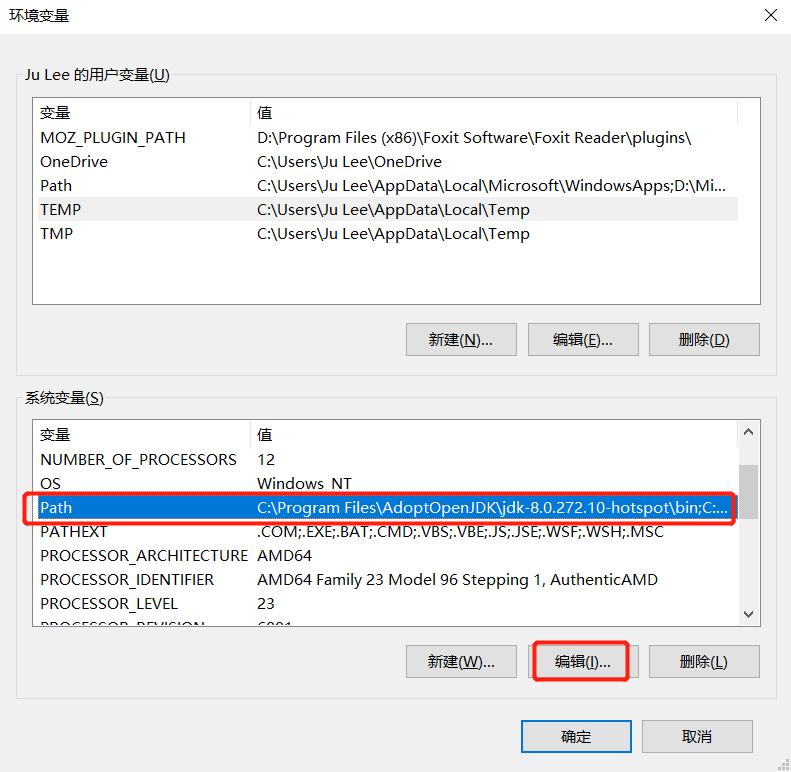 环境变量
Ju Lee 的用户变量(U)
变量 值
MOZ_PLUGIN_PATH D:\Program Files (x86)\Foxit Software\Foxit Reader\plugins\
OneDrive C:\Users\Ju Lee\OneDrive
Path C:\Users\Ju Lee\AppData\Local\Microsoft\WindowsApps;D:\Mi...
TEMP C:\Users\Ju Lee\AppData\Local\Temp
TMP C:\Users\Ju Lee\AppData\Local\Temp
新建(N)... 编辑(E)... 删除(D)
系统变量(S)
变量 值
NUMBER_OF_PROCESSORS 12
OS Windows_NT
Path C:\Program Files\AdoptOpenJDK\jdk-8.0.272.10-hotspot\bin;C:...
PATHEXT .COM;.EXE;.BAT;.CMD;.VBS;.VBE;.JS;.JSE;.WSF;.WSH;.MSC
PROCESSOR_ARCHITECTURE AMD64
PROCESSOR_IDENTIFIER AMD64 Family 23 Model 96 Stepping 1, AuthenticAMD
PROCESSOR_LEVEL 23
PROCESSOR_REVISION 6001
新建(W)... 编辑(I)... 删除(L)
确定 取消